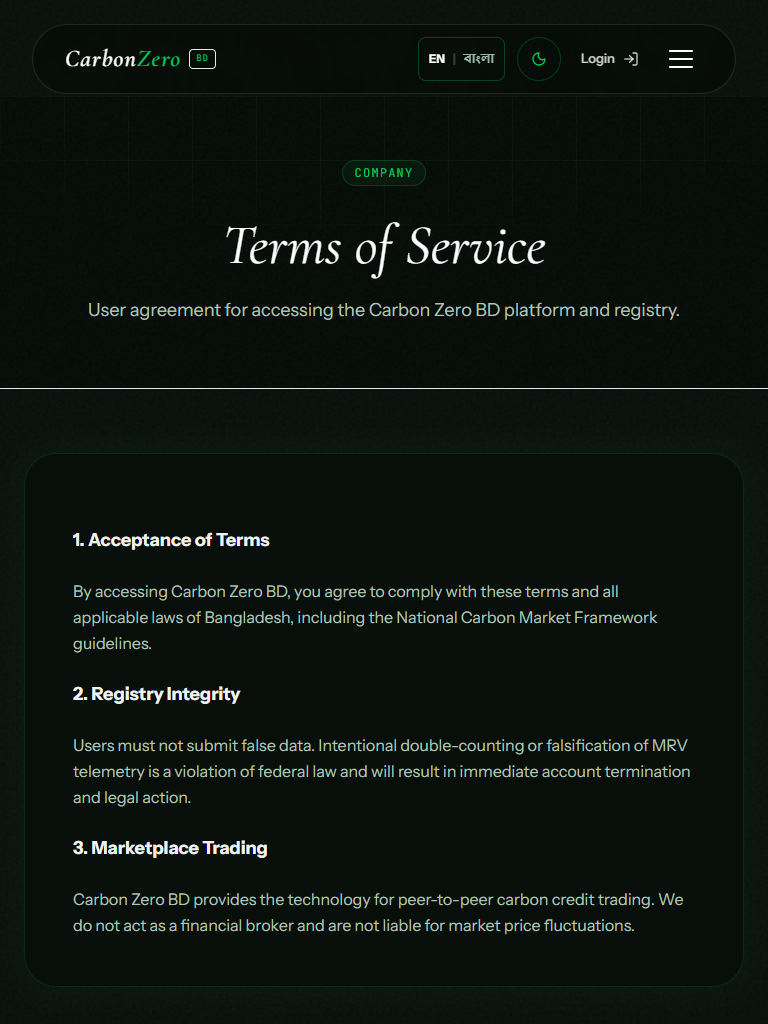 CarbonZero BD
EN | বাংলা
Login
COMPANY
Terms of Service
User agreement for accessing the Carbon Zero BD platform and registry.
1. Acceptance of Terms
By accessing Carbon Zero BD, you agree to comply with these terms and all
applicable laws of Bangladesh, including the National Carbon Market Framework
guidelines.
2. Registry Integrity
Users must not submit false data. Intentional double-counting or falsification of MRV
telemetry is a violation of federal law and will result in immediate account termination
and legal action.
3. Marketplace Trading
Carbon Zero BD provides the technology for peer-to-peer carbon credit trading. We
do not act as a financial broker and are not liable for market price fluctuations.